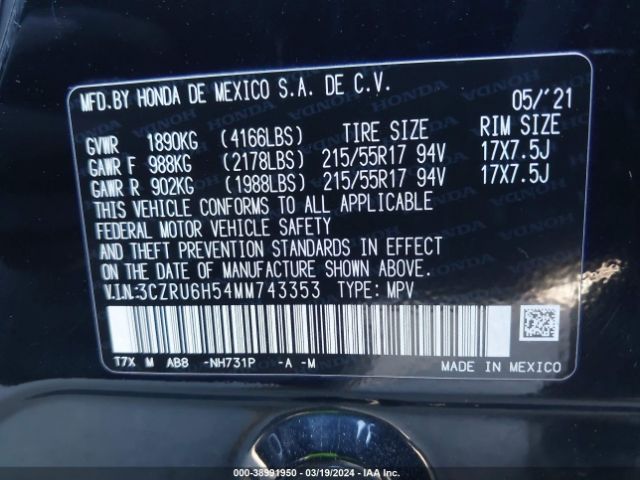 MFD.BY HONDA DE MEXICO S.A. DE C.V.
05/'21
GVWR 1890KG (4166LBS) TIRE SIZE RIM SIZE
GAWR F 988KG (2178LBS) 215/55R17 94V 17X7.5J
GAWR R 902KG (1988LBS) 215/55R17 94V 17X7.5J
THIS VEHICLE CONFORMS TO ALL APPLICABLE
FEDERAL MOTOR VEHICLE SAFETY
AND THEFT PREVENTION STANDARDS IN EFFECT
ON THE DATE OF MANUFACTURE SHOWN ABOVE.
V.I.N:3CZRU6H54MM743353 TYPE: MPV
T7X M AB8 -NH731P -A -M
MADE IN MEXICO
000-38991950 - 03/19/2024 - IAA Inc.